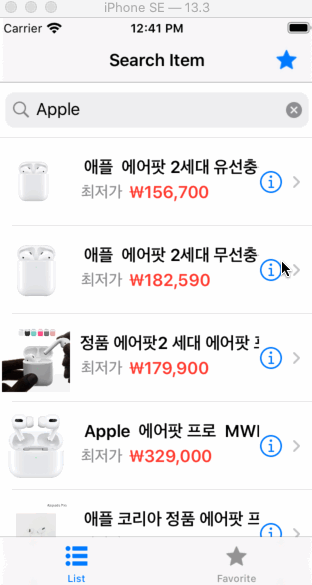 iPhone SE — 13.3
Carrier 12:41 PM
Search Item
Apple
애플 에어팟 2세대 유선충
최저가 ₩156,700
애플 에어팟 2세대 무선충
최저가 ₩182,590
정품 에어팟2 세대 에어팟
최저가 ₩179,900
Apple 에어팟 프로 MWI
최저가 ₩329,000
애플 코리아 정품 에어팟 프
List Favorite